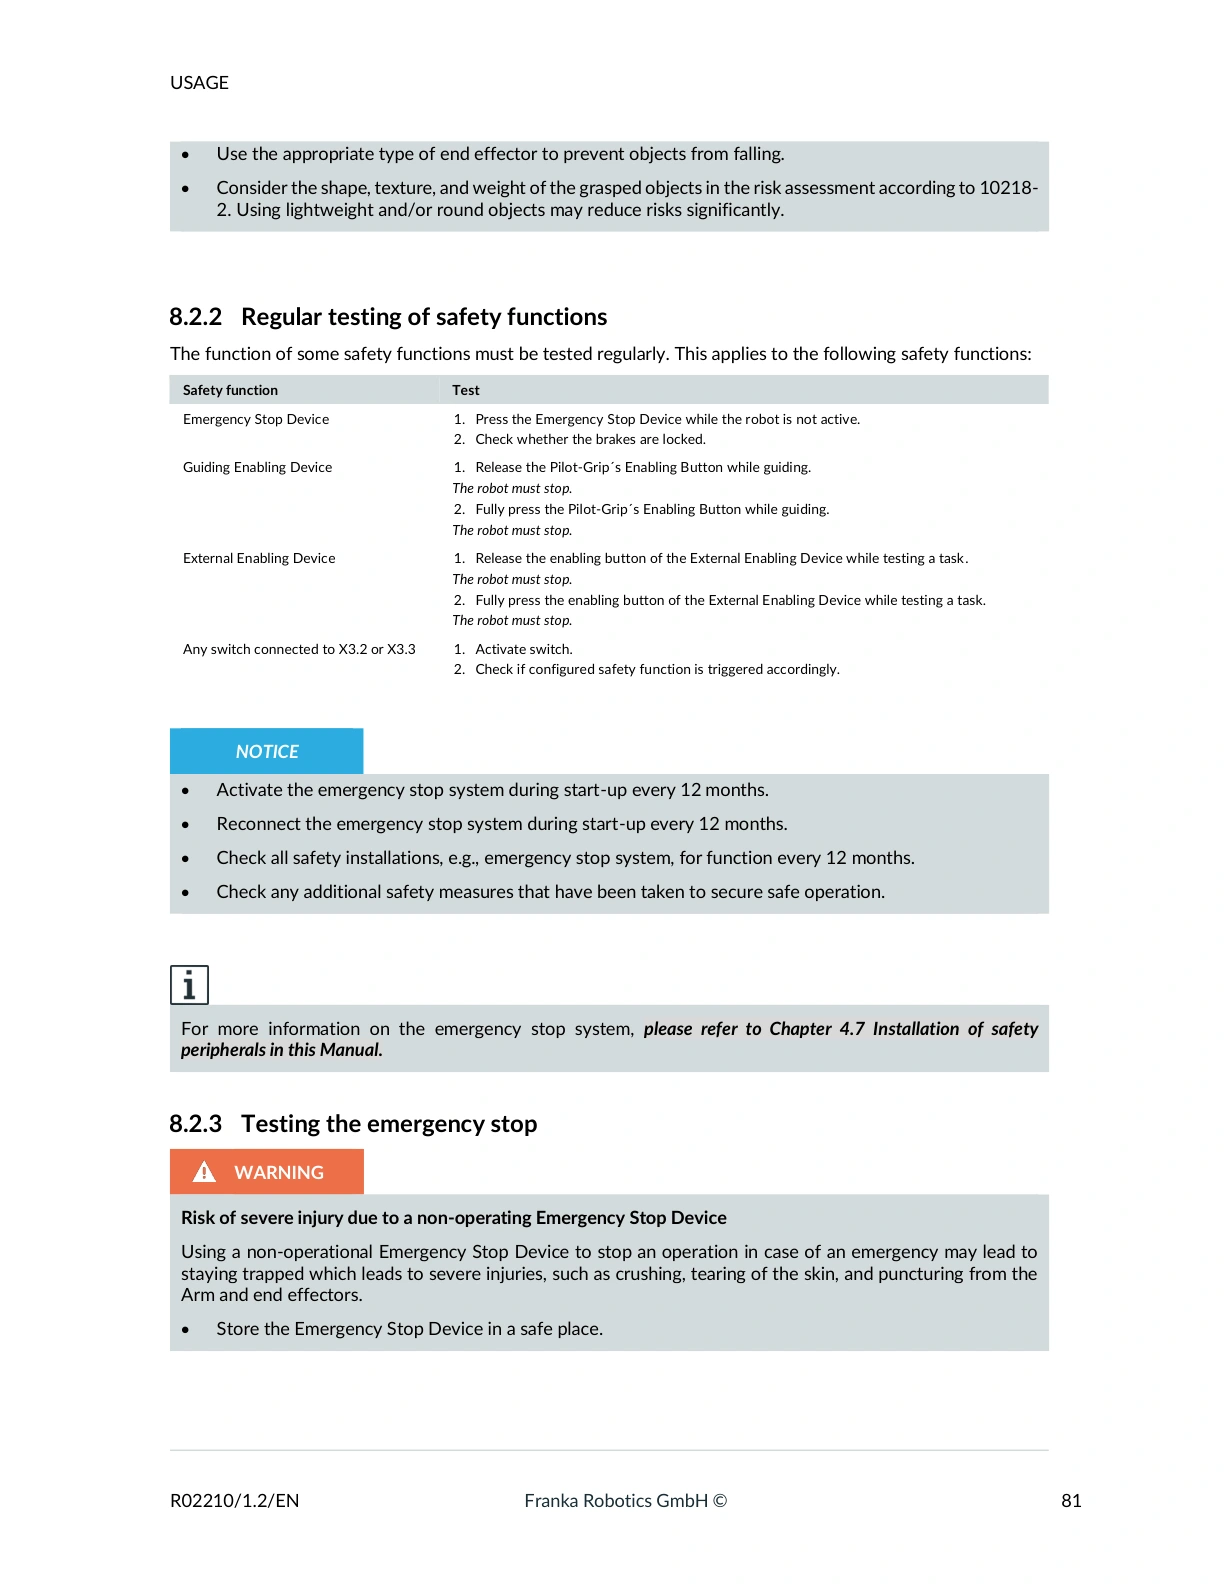 USAGE
• Use the appropriate type of end effector to prevent objects from falling.
• Consider the shape, texture, and weight of the grasped objects in the risk assessment according to 10218-
2. Using lightweight and/or round objects may reduce risks significantly.
8.2.2 Regular testing of safety functions
The function of some safety functions must be tested regularly. This applies to the following safety functions:
Safety function Test
Emergency Stop Device 1. Press the Emergency Stop Device while the robot is not active.
2. Check whether the brakes are locked.
Guiding Enabling Device 1. Release the Pilot-Grip´s Enabling Button while guiding.
The robot must stop.
2. Fully press the Pilot-Grip´s Enabling Button while guiding.
The robot must stop.
External Enabling Device 1. Release the enabling button of the External Enabling Device while testing a task.
The robot must stop.
2. Fully press the enabling button of the External Enabling Device while testing a task.
The robot must stop.
Any switch connected to X3.2 or X3.3 1. Activate switch.
2. Check if configured safety function is triggered accordingly.
NOTICE
• Activate the emergency stop system during start-up every 12 months.
• Reconnect the emergency stop system during start-up every 12 months.
• Check all safety installations, e.g., emergency stop system, for function every 12 months.
• Check any additional safety measures that have been taken to secure safe operation.
i
For more information on the emergency stop system, please refer to Chapter 4.7 Installation of safety
peripherals in this Manual.
8.2.3 Testing the emergency stop
WARNING
Risk of severe injury due to a non-operating Emergency Stop Device
Using a non-operational Emergency Stop Device to stop an operation in case of an emergency may lead to
staying trapped which leads to severe injuries, such as crushing, tearing of the skin, and puncturing from the
Arm and end effectors.
• Store the Emergency Stop Device in a safe place.
R02210/1.2/EN Franka Robotics GmbH © 81